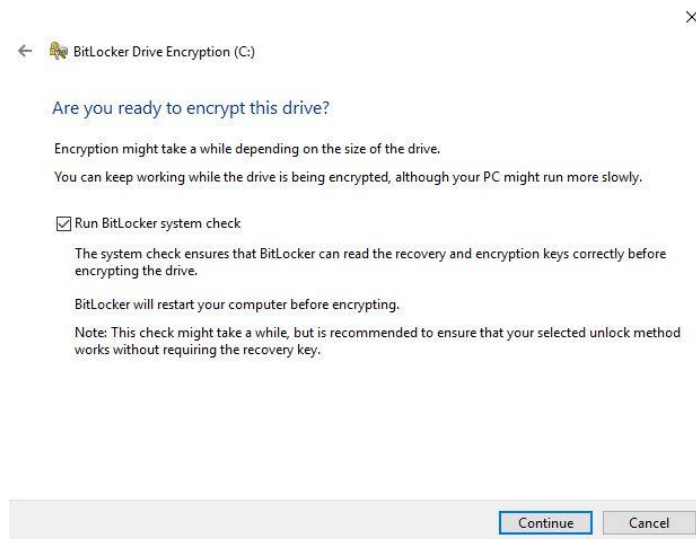 BitLocker Drive Encryption (C:)
Are you ready to encrypt this drive?
Encryption might take a while depending on the size of the drive.
You can keep working while the drive is being encrypted, although your PC might run more slowly.
Run BitLocker system check
The system check ensures that BitLocker can read the recovery and encryption keys correctly before
encrypting the drive.
BitLocker will restart your computer before encrypting.
Note: This check might take a while, but is recommended to ensure that your selected unlock method
works without requiring the recovery key.
Continue
Cancel